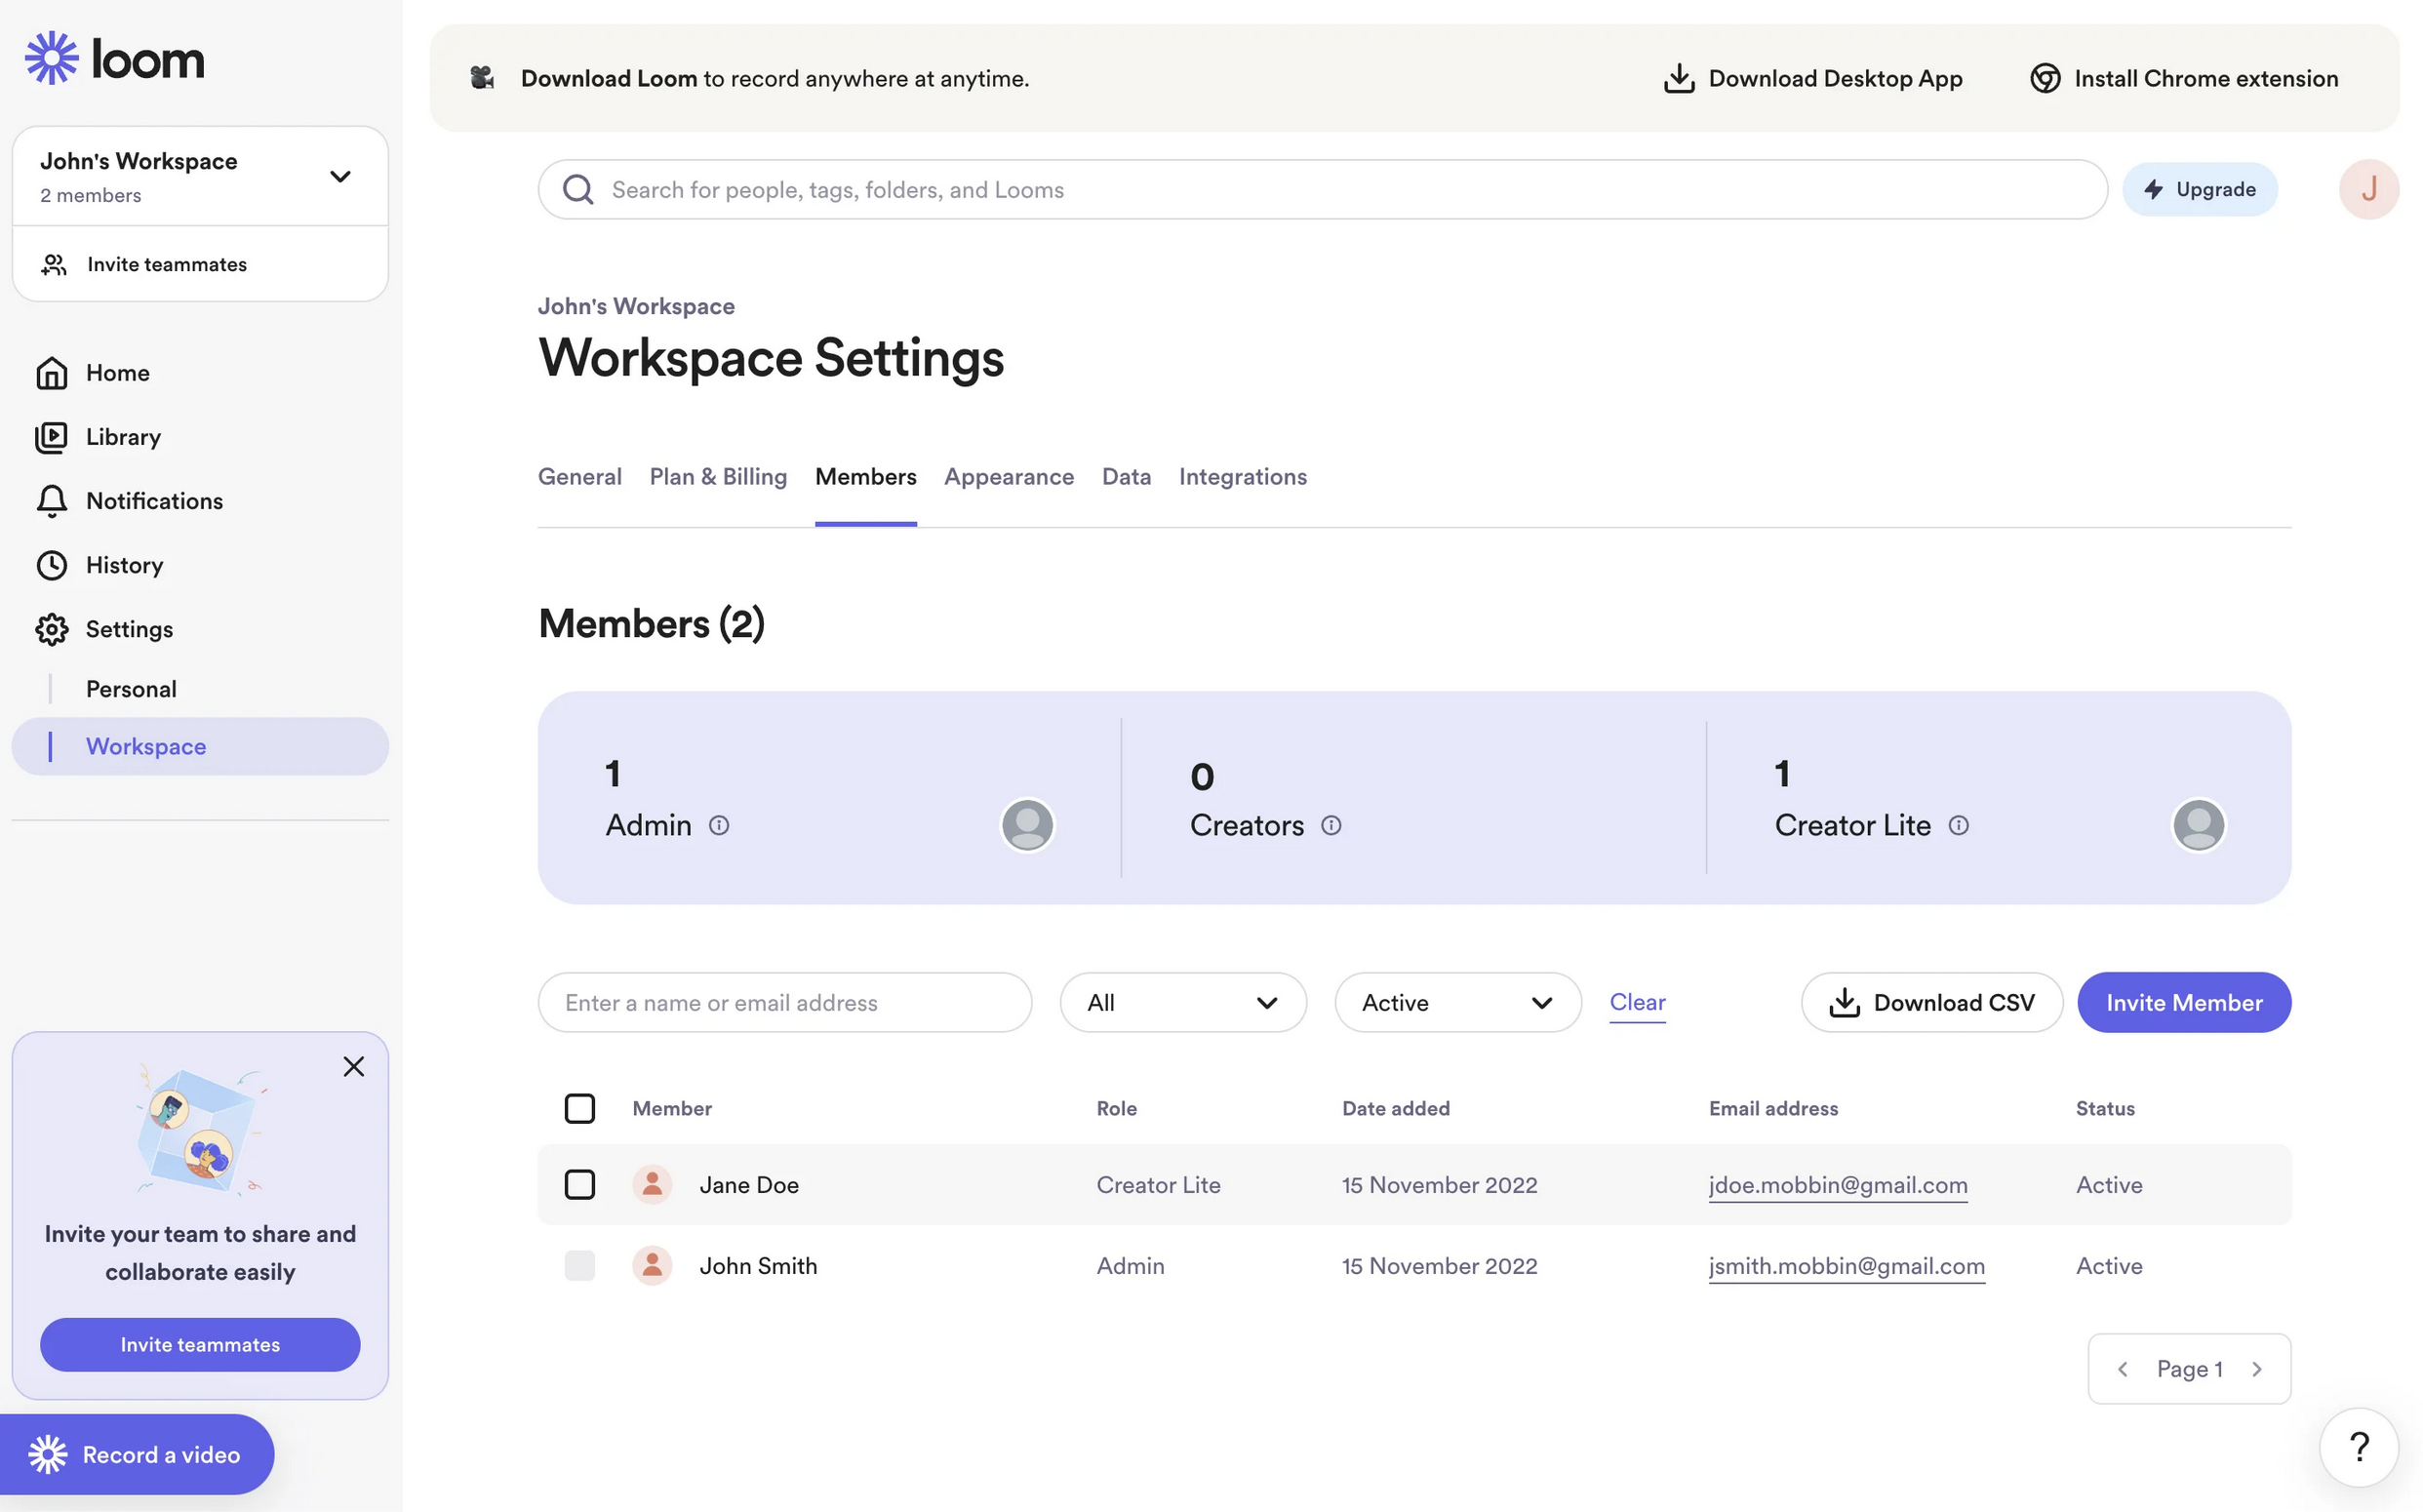 loom
John's Workspace
2 members
Invite teammates
Home
Library
Notifications
History
Settings
Personal
Workspace
Invite your team to share and
collaborate easily
Invite teammates
Record a video
Download Loom to record anywhere at anytime.
Download Desktop App
Install Chrome extension
Search for people, tags, folders, and Looms
Upgrade
J
John's Workspace
Workspace Settings
General Plan & Billing Members Appearance Data Integrations
Members (2)
1
Admin
0
Creators
1
Creator Lite
Enter a name or email address
All
Active
Clear
Download CSV
Invite Member
Member Role Date added Email address Status
Jane Doe Creator Lite 15 November 2022 jdoe.mobbin@gmail.com Active
John Smith Admin 15 November 2022 jsmith.mobbin@gmail.com Active
Page 1
?